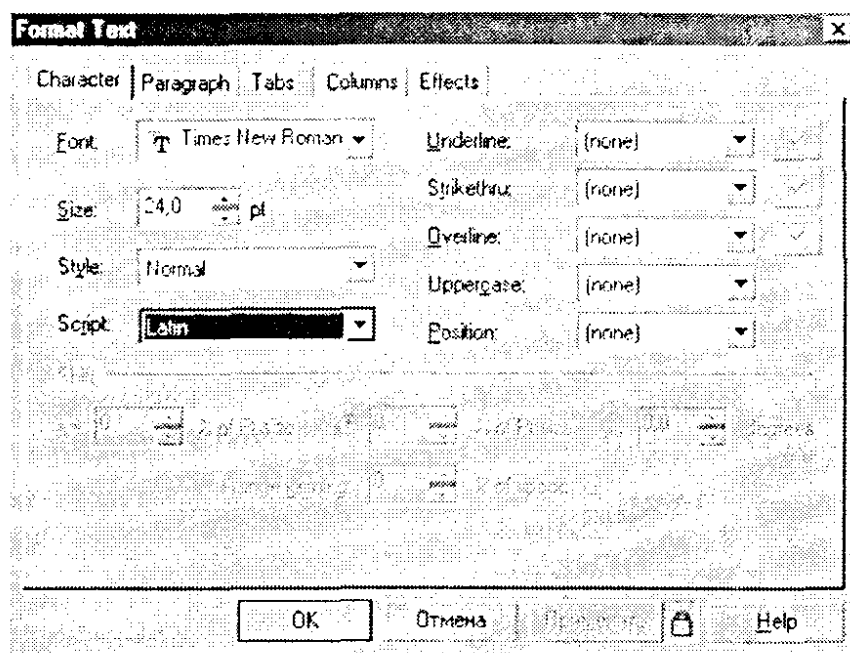 Format Text
Character Paragraph Tabs Columns Effects
Font: Times New Roman Underline: (none)
Size: 24,0 pt Strikethru: (none)
Style: Normal Overline: (none)
Script: Latin Uppercase: (none)
Position: (none)
OK Отмена Help